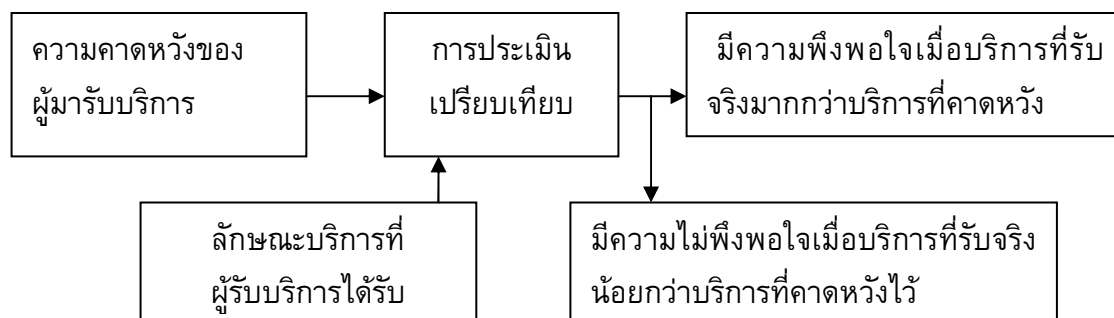 ความคาดหวังของ
ผู้มารับบริการ
การประเมิน
เปรียบเทียบ
มีความพึงพอใจเมื่อบริการที่รับ
จริงมากกว่าบริการที่คาดหวัง
ลักษณะบริการที่
ผู้รับบริการได้รับ
มีความไม่พึงพอใจเมื่อบริการที่รับจริง
น้อยกว่าบริการที่คาดหวังไว้